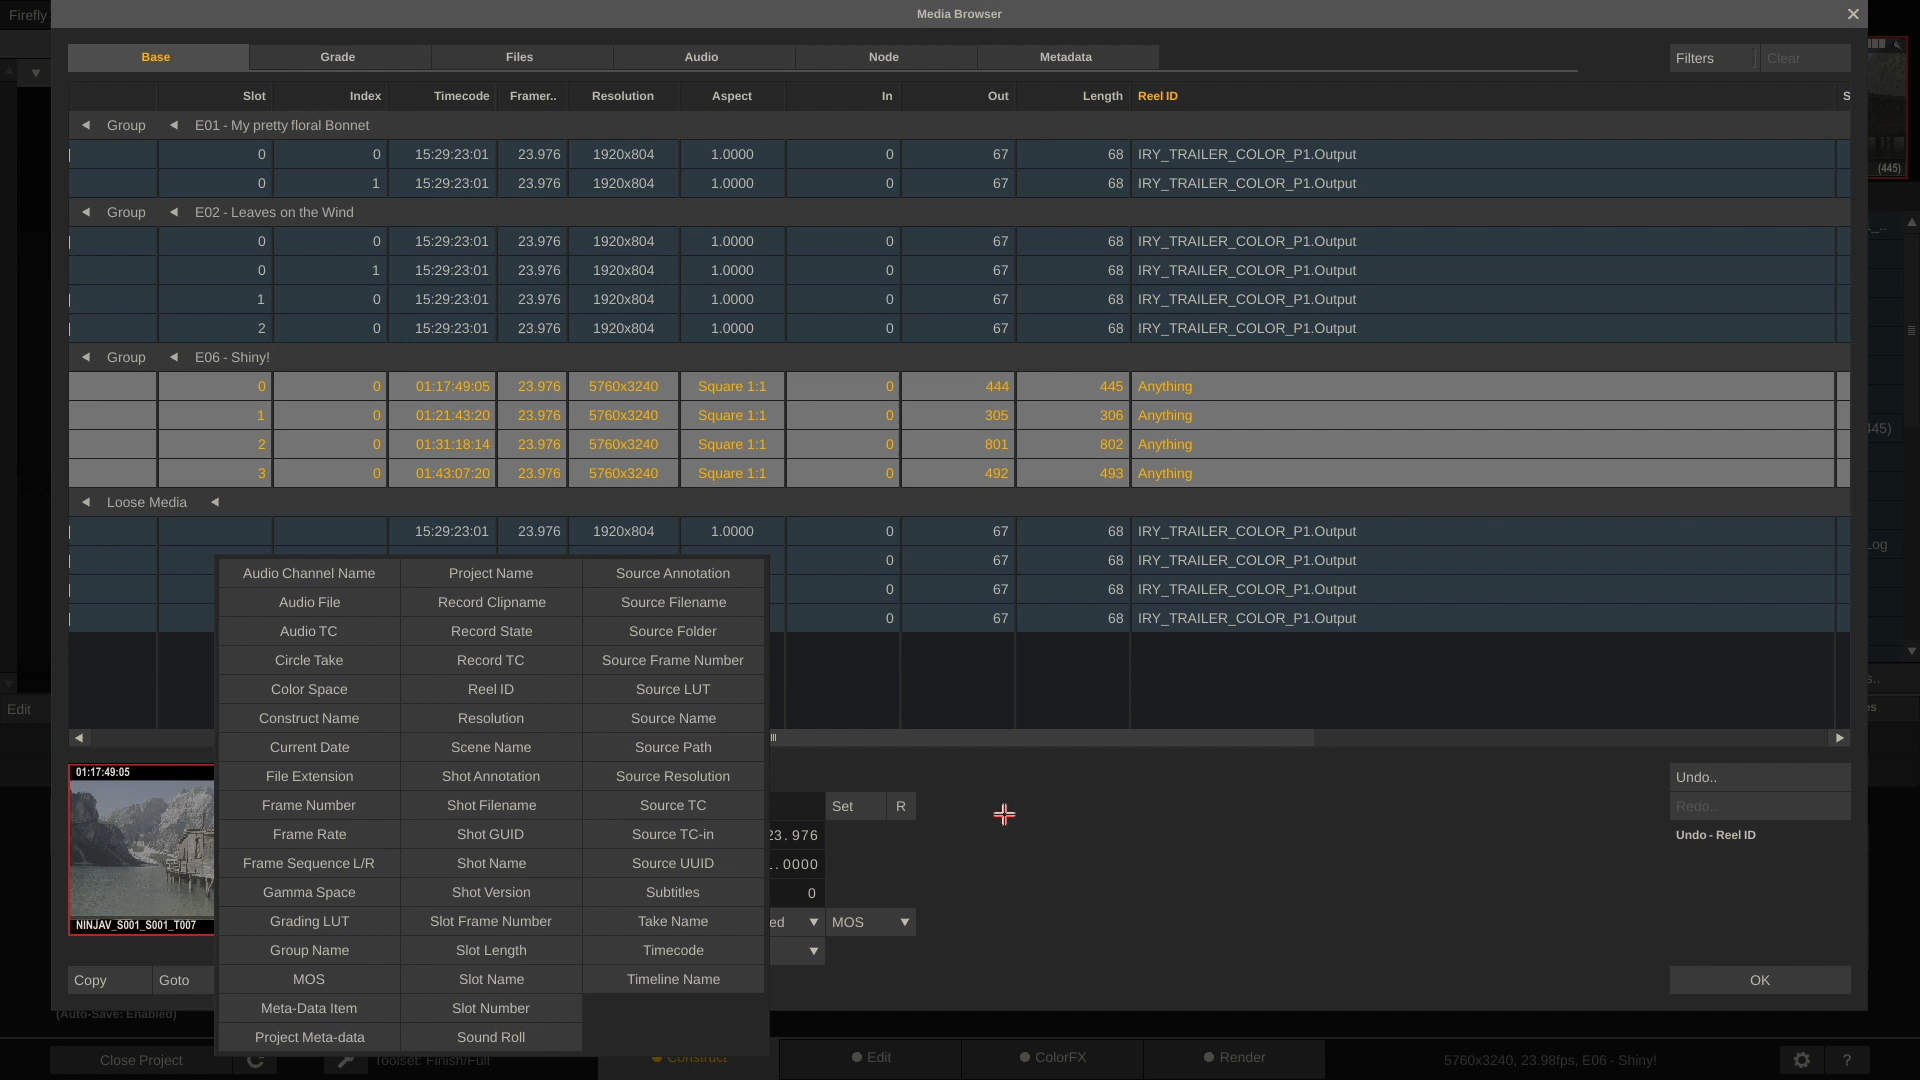 Firefly
Media Browser
Base Grade Files Audio Node Metadata Filters Clear
Slot Index Timecode Framer.. Resolution Aspect In Out Length Reel ID S
Group E01 - My pretty floral Bonnet
0 0 15:29:23:01 23.976 1920x804 1.0000 0 67 68 IRY_TRAILER_COLOR_P1.Output
0 1 15:29:23:01 23.976 1920x804 1.0000 0 67 68 IRY_TRAILER_COLOR_P1.Output
(445)
Group E02 - Leaves on the Wind
0 0 15:29:23:01 23.976 1920x804 1.0000 0 67 68 IRY_TRAILER_COLOR_P1.Output
0 1 15:29:23:01 23.976 1920x804 1.0000 0 67 68 IRY_TRAILER_COLOR_P1.Output
1 0 15:29:23:01 23.976 1920x804 1.0000 0 67 68 IRY_TRAILER_COLOR_P1.Output
2 0 15:29:23:01 23.976 1920x804 1.0000 0 67 68 IRY_TRAILER_COLOR_P1.Output
Group E06 - Shiny!
0 0 01:17:49:05 23.976 5760x3240 Square 1:1 0 444 445 Anything
1 0 01:21:43:20 23.976 5760x3240 Square 1:1 0 305 306 Anything
2 0 01:31:18:14 23.976 5760x3240 Square 1:1 0 801 802 Anything
3 0 01:43:07:20 23.976 5760x3240 Square 1:1 0 492 493 Anything
445)
Loose Media
15:29:23:01 23.976 1920x804 1.0000 0 67 68 IRY_TRAILER_COLOR_P1.Output
0 67 68 IRY_TRAILER_COLOR_P1.Output
0 67 68 IRY_TRAILER_COLOR_P1.Output
0 67 68 IRY_TRAILER_COLOR_P1.Output
Audio Channel Name Project Name Source Annotation
Audio File Record Clipname Source Filename
Audio TC Record State Source Folder
Circle Take Record TC Source Frame Number
Color Space Reel ID Source LUT
Construct Name Resolution Source Name
Current Date Scene Name Source Path
File Extension Shot Annotation Source Resolution
Frame Number Shot Filename Source TC
Frame Rate Shot GUID Source TC-in
Frame Sequence L/R Shot Name Source UUID
Gamma Space Shot Version Subtitles
Grading LUT Slot Frame Number Take Name
Group Name Slot Length Timecode
MOS Slot Name Timeline Name
Meta-Data Item Slot Number
Project Meta-data Sound Roll
Edit
01:17:49:05
NINJAV_S001_S001_T007
Set R
23.976
.0000
0
ed MOS
Undo..
Redo..
Undo - Reel ID
Copy Goto OK
(Auto-Save: Enabled)
Close Project Toolset: Finish/Full Construct Edit ColorFX Render 5760x3240, 23.98fps, E06 - Shiny! ?